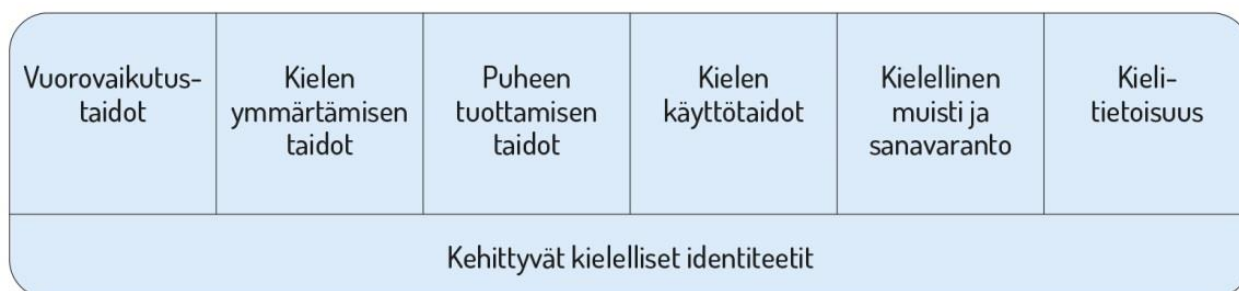 Vuorovaikutus-
taidot
Kielen
ymmärtämisen
taidot
Puheen
tuottamisen
taidot
Kielen
käyttötaidot
Kielellinen
muisti ja
sanavaranto
Kieli-
tietoisuus
Kehittyvät kielelliset identiteetit